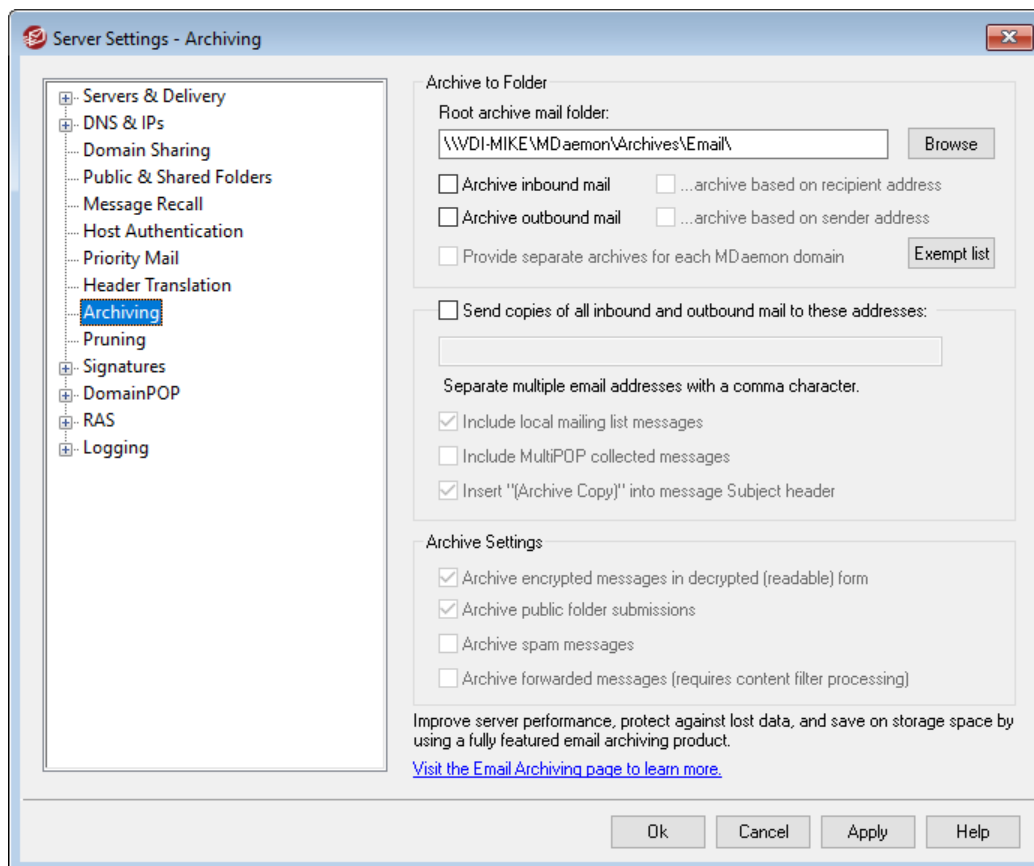 Server Settings - Archiving
Servers & Delivery
DNS & IPs
Domain Sharing
Public & Shared Folders
Message Recall
Host Authentication
Priority Mail
Header Translation
Archiving
Pruning
Signatures
DomainPOP
RAS
Logging
Archive to Folder
Root archive mail folder:
\\VDI-MIKE\MDaemon\Archives\Email\
Browse
Archive inbound mail
...archive based on recipient address
Archive outbound mail
...archive based on sender address
Provide separate archives for each MDaemon domain
Exempt list
Send copies of all inbound and outbound mail to these addresses:
Separate multiple email addresses with a comma character.
Include local mailing list messages
Include MultiPOP collected messages
Insert "(Archive Copy)" into message Subject header
Archive Settings
Archive encrypted messages in decrypted (readable) form
Archive public folder submissions
Archive spam messages
Archive forwarded messages (requires content filter processing)
Improve server performance, protect against lost data, and save on storage space by
using a fully featured email archiving product.
Visit the Email Archiving page to learn more.
Ok
Cancel
Apply
Help